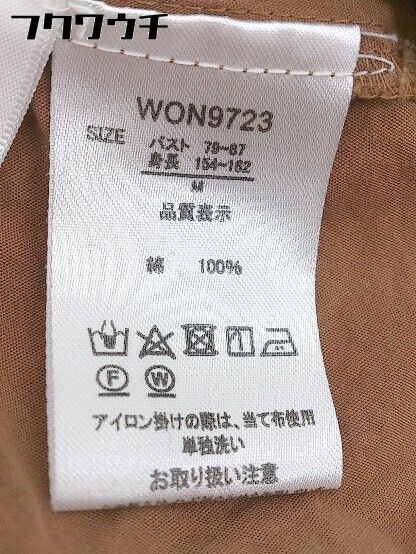 フクワウチ
WON9723
SIZE バスト 79~87
身長 154~162
M
品質表示
綿 100%
F W
アイロン掛けの際は、当て布使用
単独洗い
お取り扱い注意